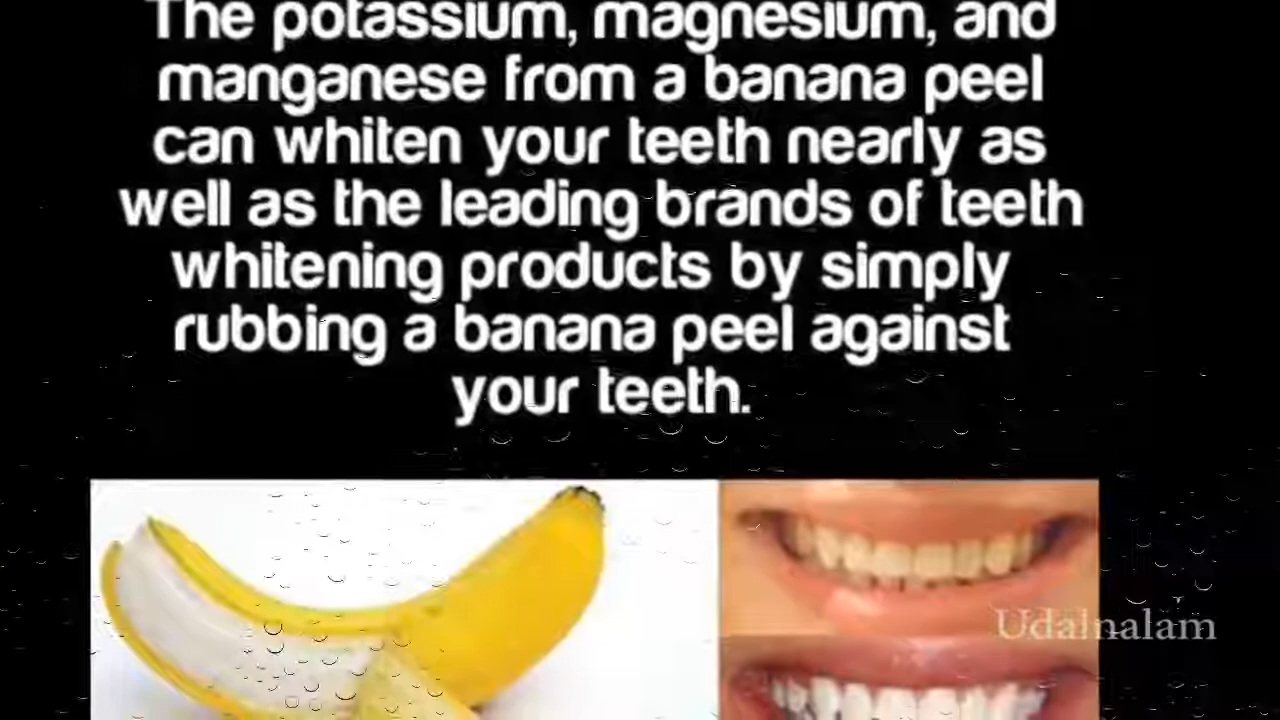 The potassium, magnesium, and
manganese from a banana peel
can whiten your teeth nearly as
well as the leading brands of teeth
whitening products by simply
rubbing a banana peel against
your teeth.
Udalnalam